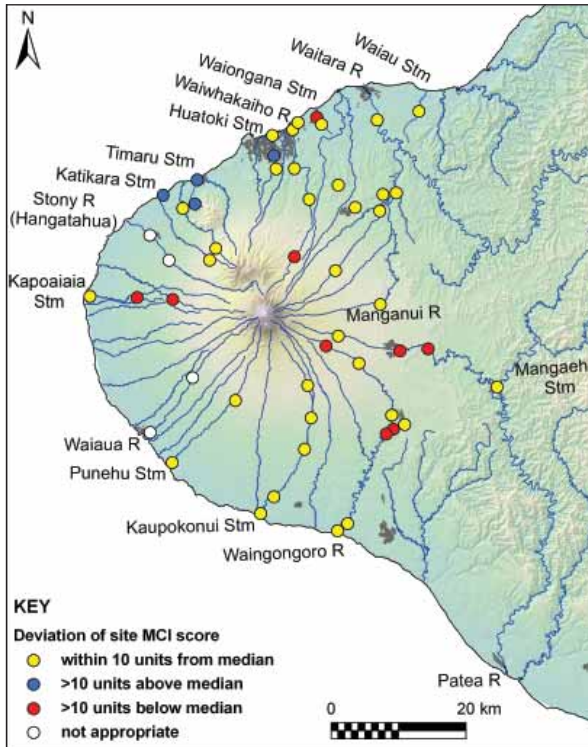 N
Waitara R
Waiau Stm
Waiongana Stm
Waiwhakaiho R
Huatoki Stm
Timaru Stm
Katikara Stm
Stony R
(Hangatahua)
Kapoaiaia
Stm
Manganui R
Mangaeh
Stm
Waiaua R
Punehu Stm
Kaupokonui Stm
Waingongoro R
Patea R
KEY
Deviation of site MCI score
within 10 units from median
>10 units above median
>10 units below median
not appropriate
0 20 km